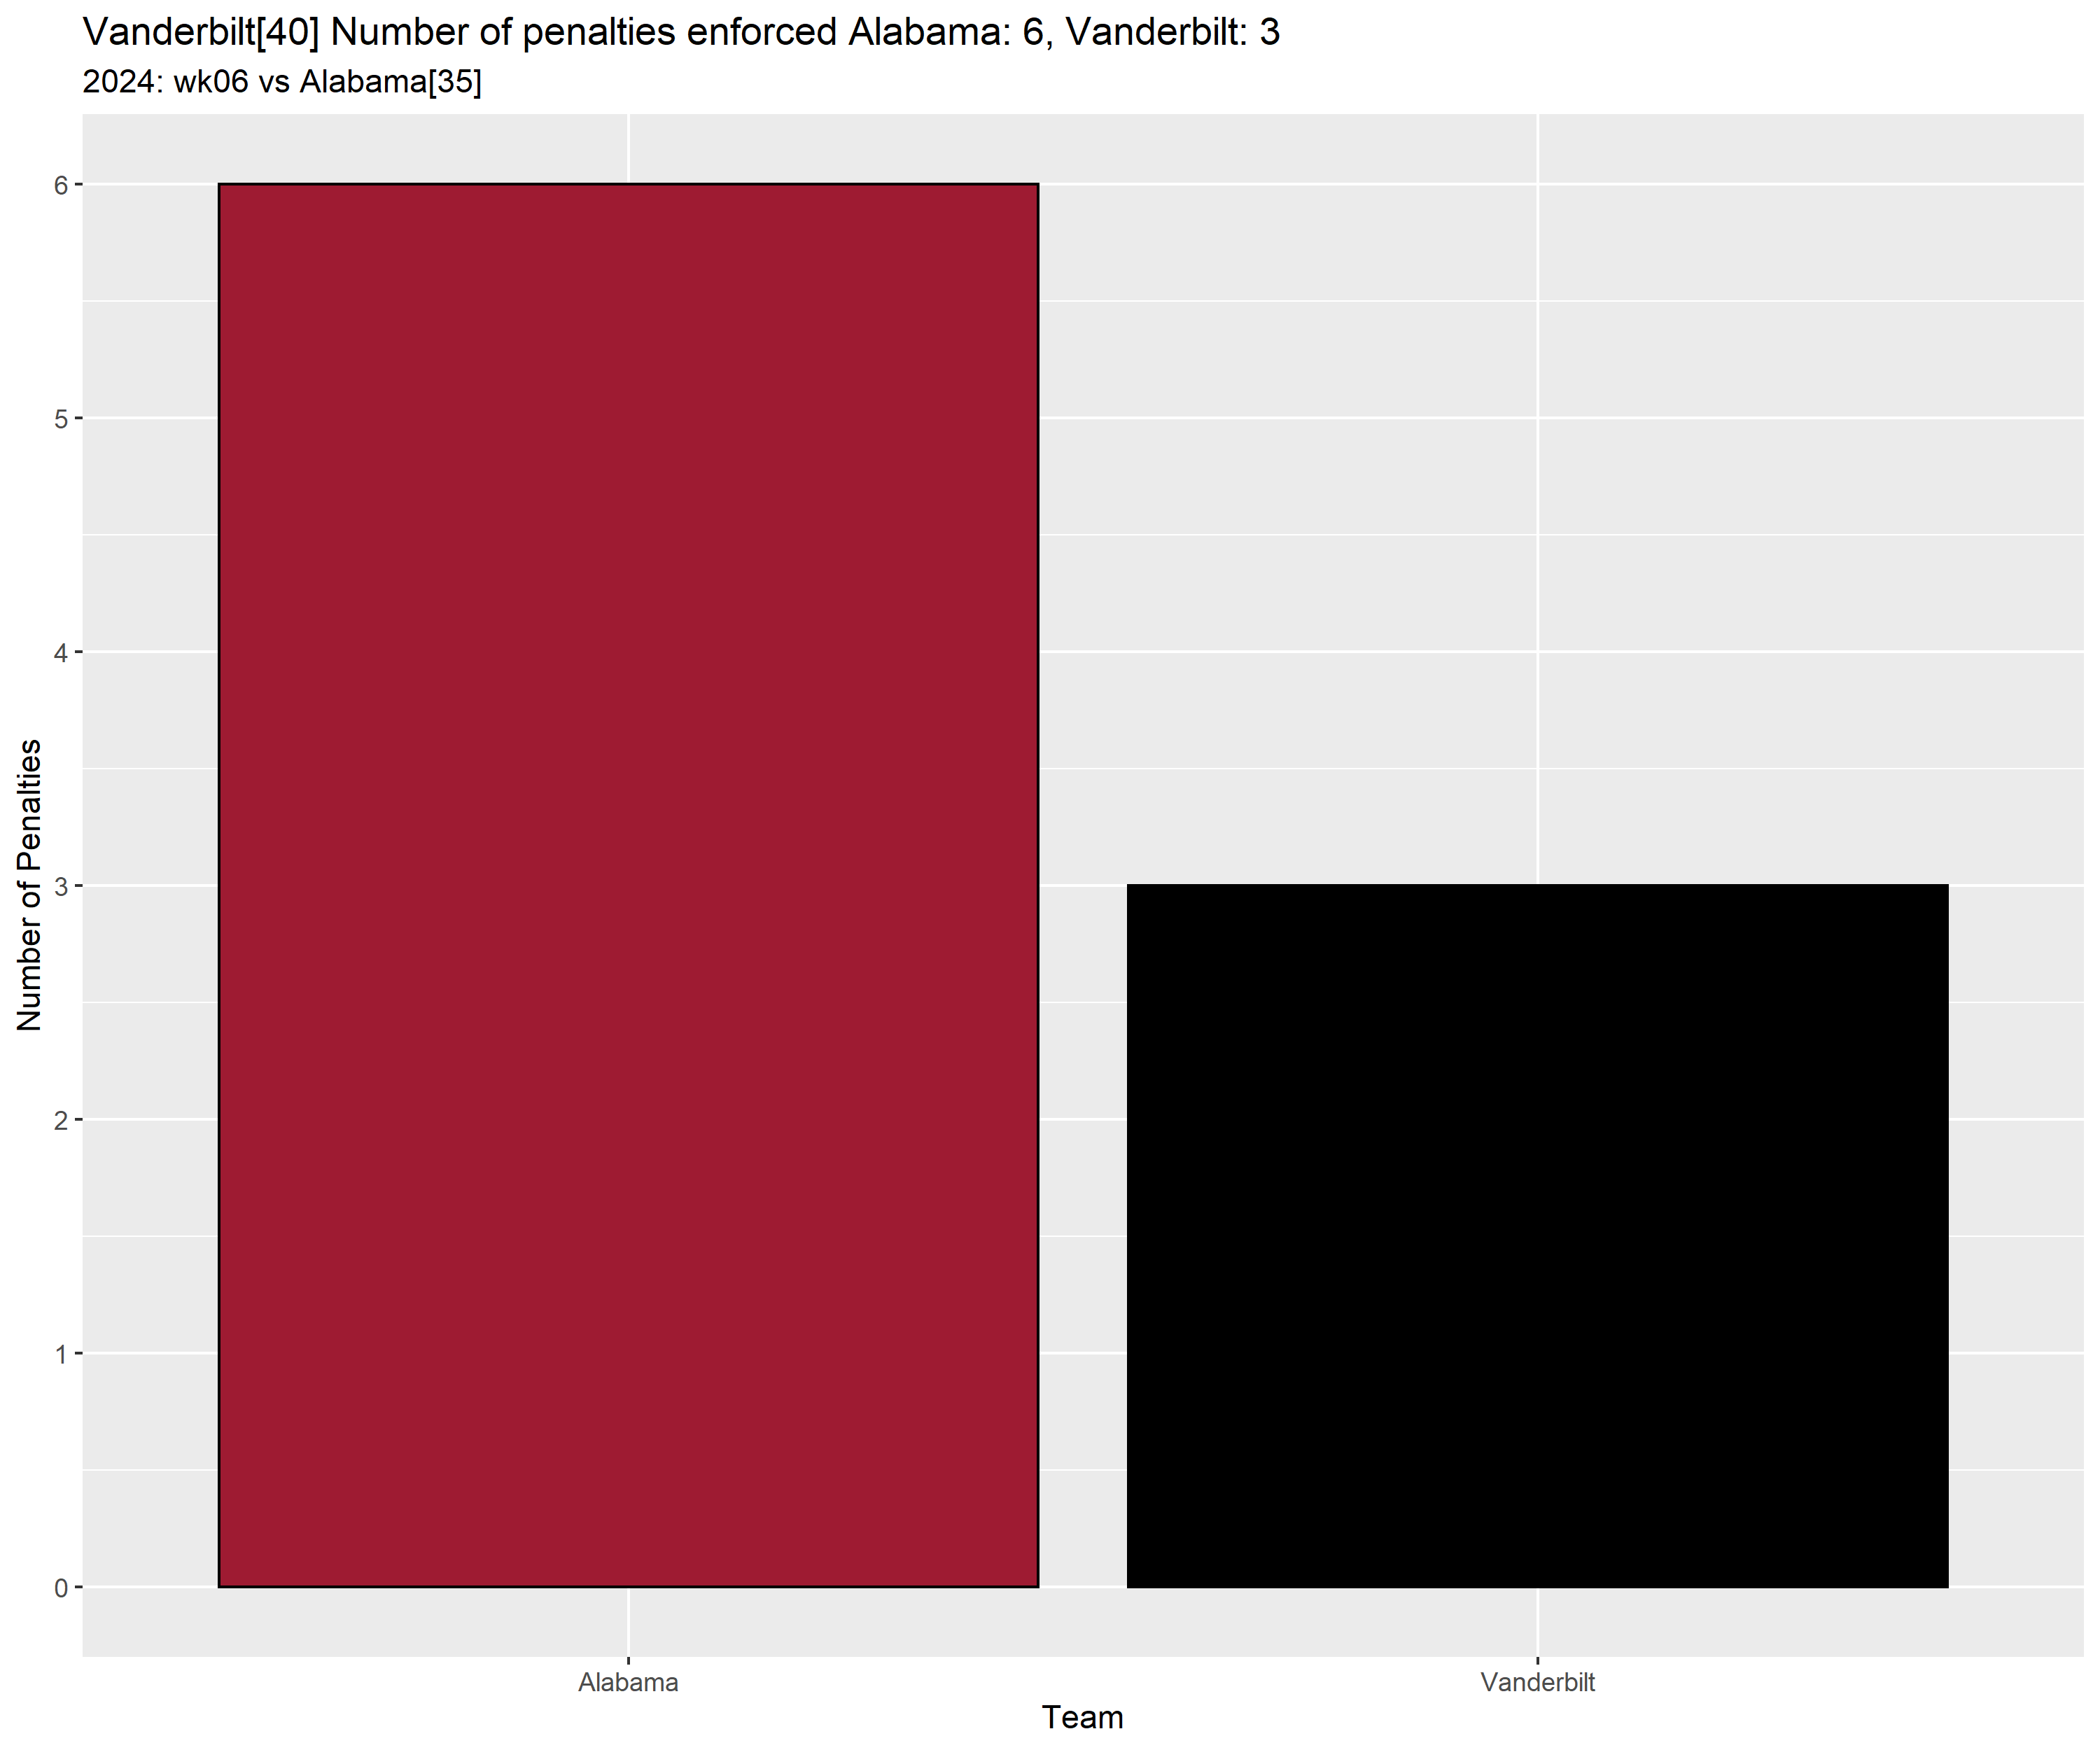 Vanderbilt[40] Number of penalties enforced Alabama: 6, Vanderbilt: 3
2024: wk06 vs Alabama[35]
Number of Penalties
6
5
4
3
2
1
0
Alabama
Vanderbilt
Team